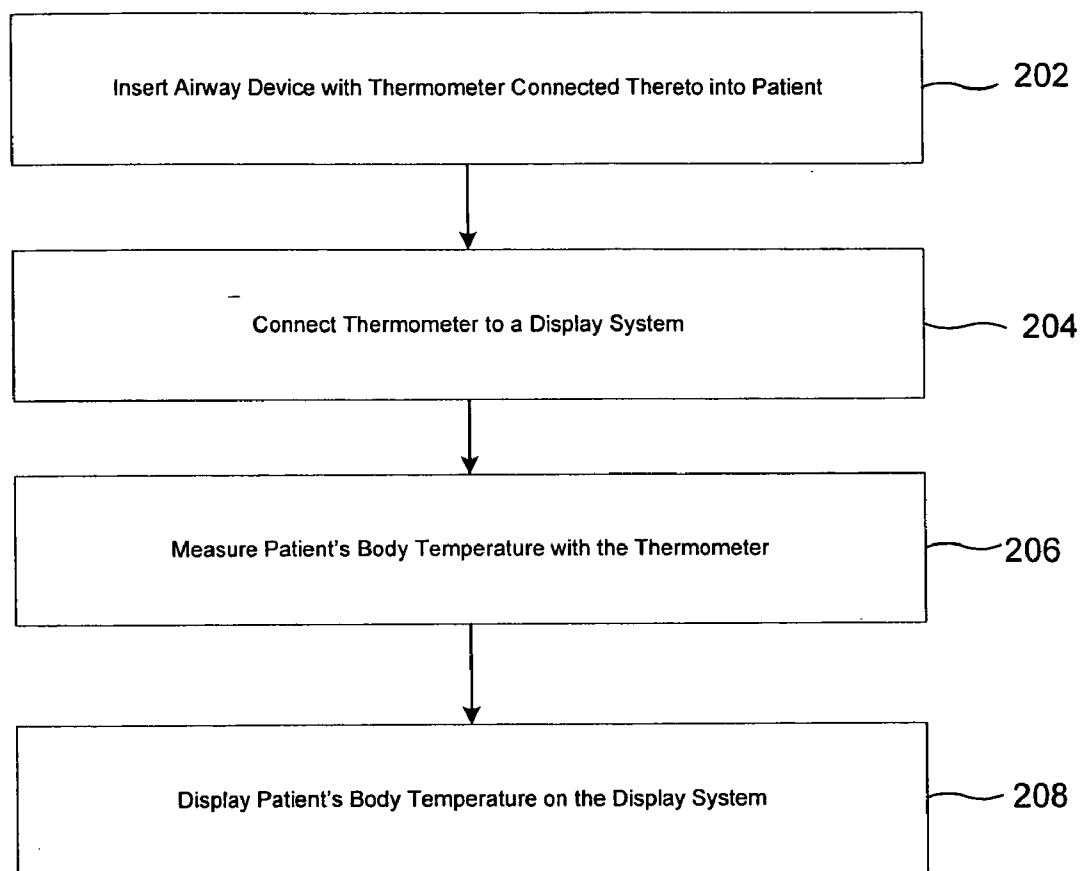 Insert Airway Device with Thermometer Connected Thereto into Patient
202
Connect Thermometer to a Display System
204
Measure Patient's Body Temperature with the Thermometer
206
Display Patient's Body Temperature on the Display System
208